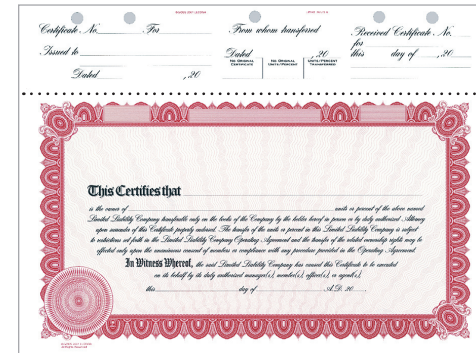 Certificate No. For
Issued to
Dated , 20
From whom transferred
Dated , 20
NO. ORIGINAL CERTIFICATE NO. ORIGINAL UNITS/PERCENT UNITS/PERCENT TRANSFERRED
Received Certificate No.
for
this day of , 20
This Certifies that
is the owner of units or percent of the above named
Limited Liability Company transferable only on the books of the Company by the holder hereof in person or by duly authorized Attorney
upon surrender of this Certificate properly endorsed. The transfer of the units or percent in this Limited Liability Company is subject
to restrictions set forth in the Limited Liability Company Operating Agreement and the transfer of the related ownership rights may be
effected only upon the unanimous consent of members or compliance with any procedure provided in the Operating Agreement.
In Witness Whereof, the said Limited Liability Company has caused this Certificate to be executed
on its behalf by its duly authorized manager(s), member(s), officer(s), or agent(s),
this day of A.D. 20